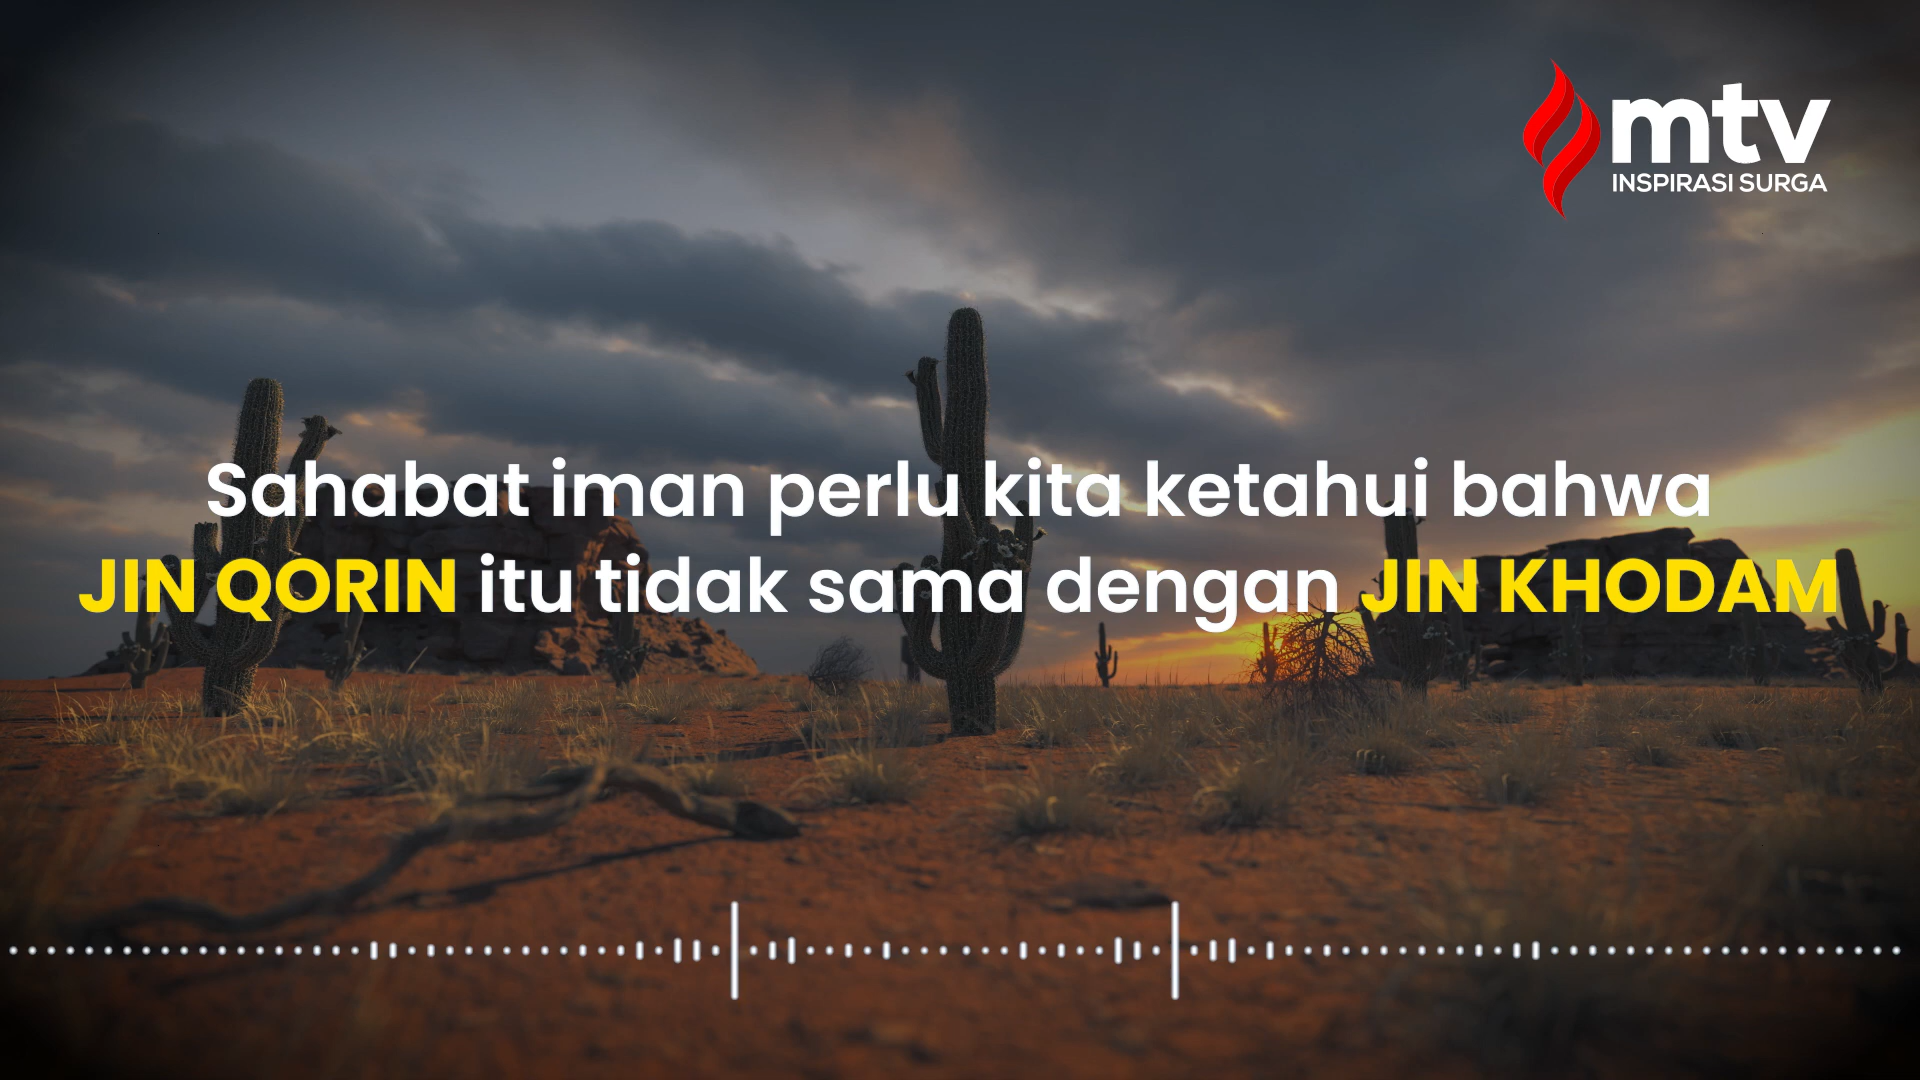 mtv
INSPIRASI SURGA
Sahabat iman perlu kita ketahui bahwa
JIN QORIN itu tidak sama dengan JIN KHODAM